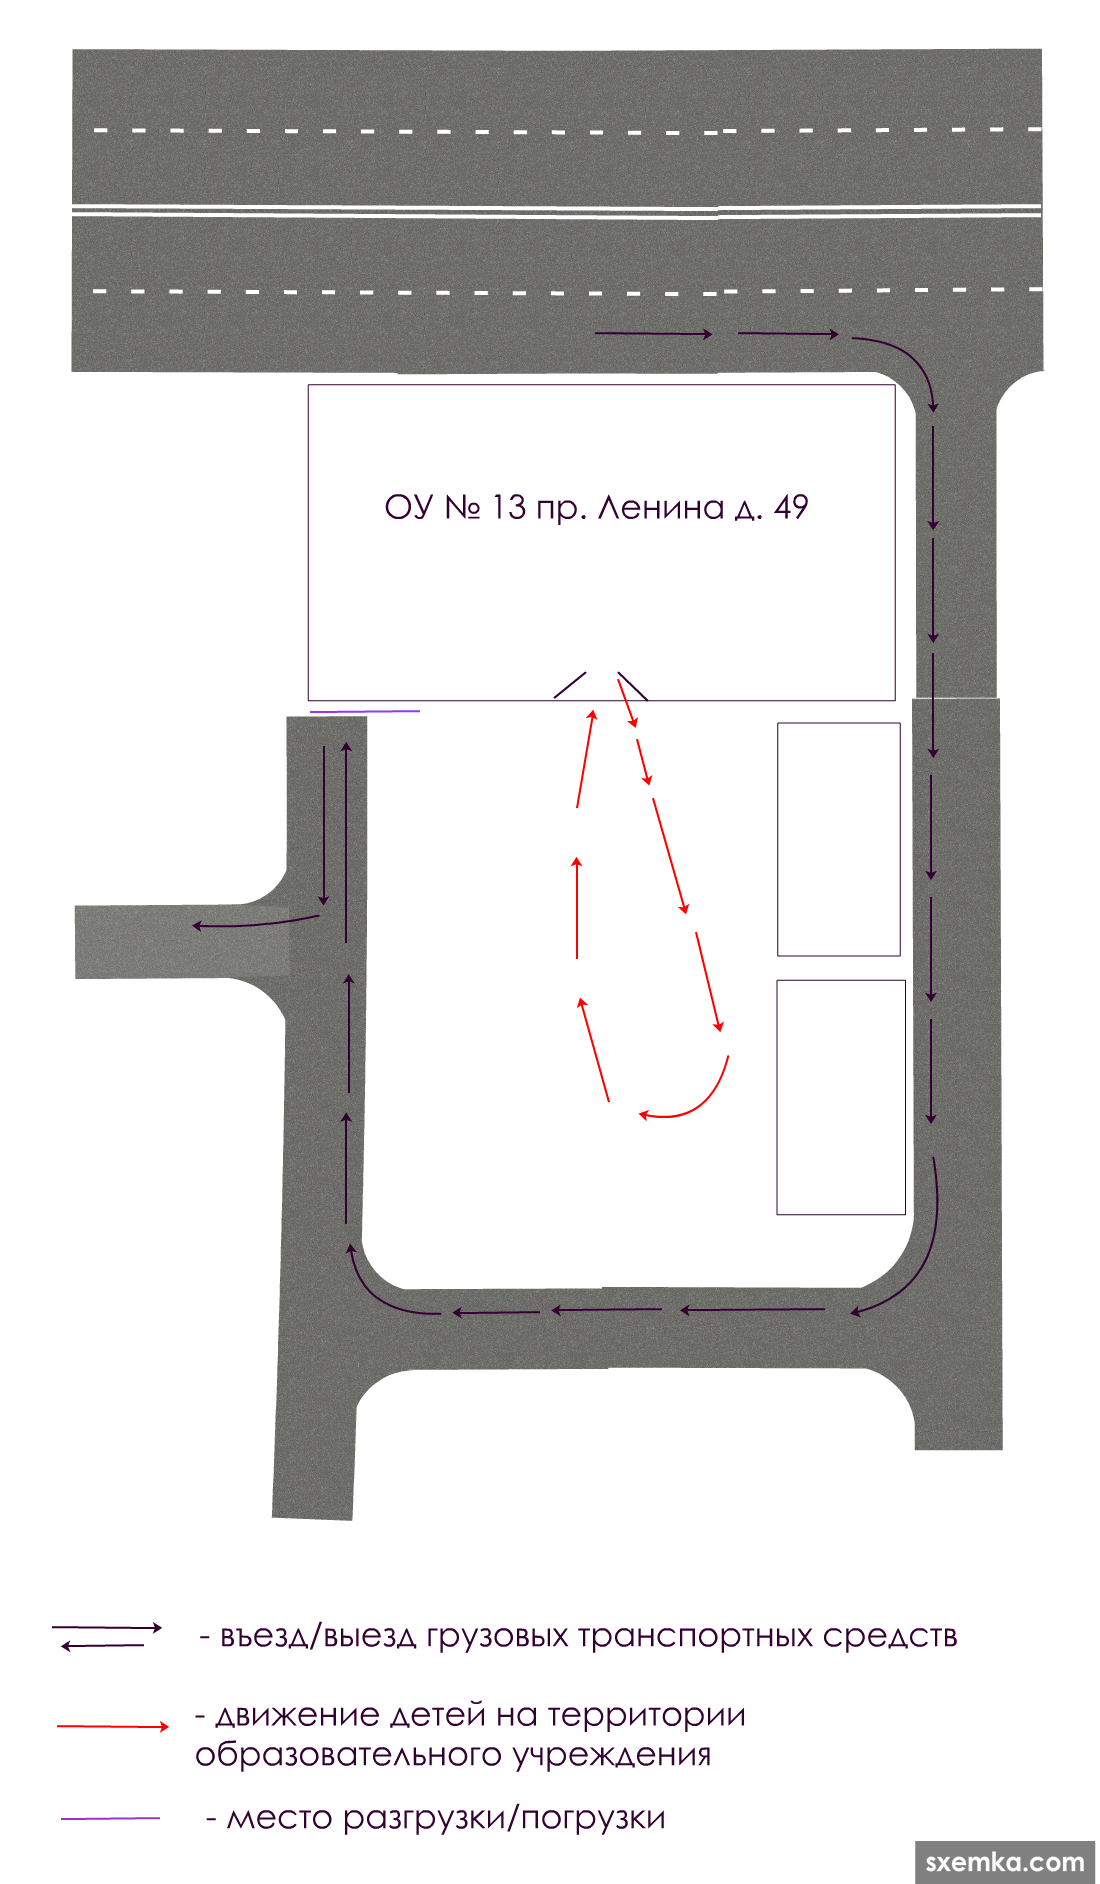 ОУ № 13 пр. Ленина д. 49
- въезд/выезд грузовых транспортных средств
- движение детей на территории
образовательного учреждения
- место разгрузки/погрузки
sxemka.com